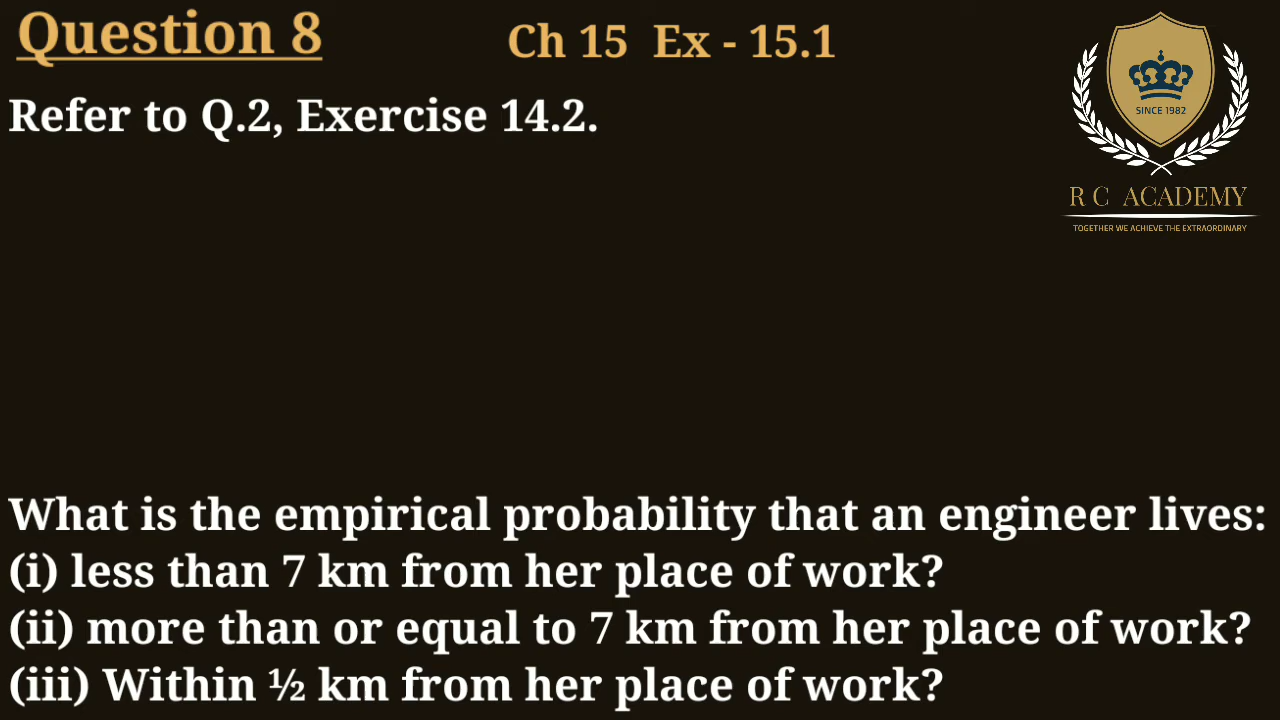 Question 8
Ch 15 Ex - 15.1
Refer to Q.2, Exercise 14.2.
SINCE 1982
R C ACADEMY
TOGETHER WE ACHIEVE THE EXTRAORDINARY
What is the empirical probability that an engineer lives:
(i) less than 7 km from her place of work?
(ii) more than or equal to 7 km from her place of work?
(iii) Within ½ km from her place of work?